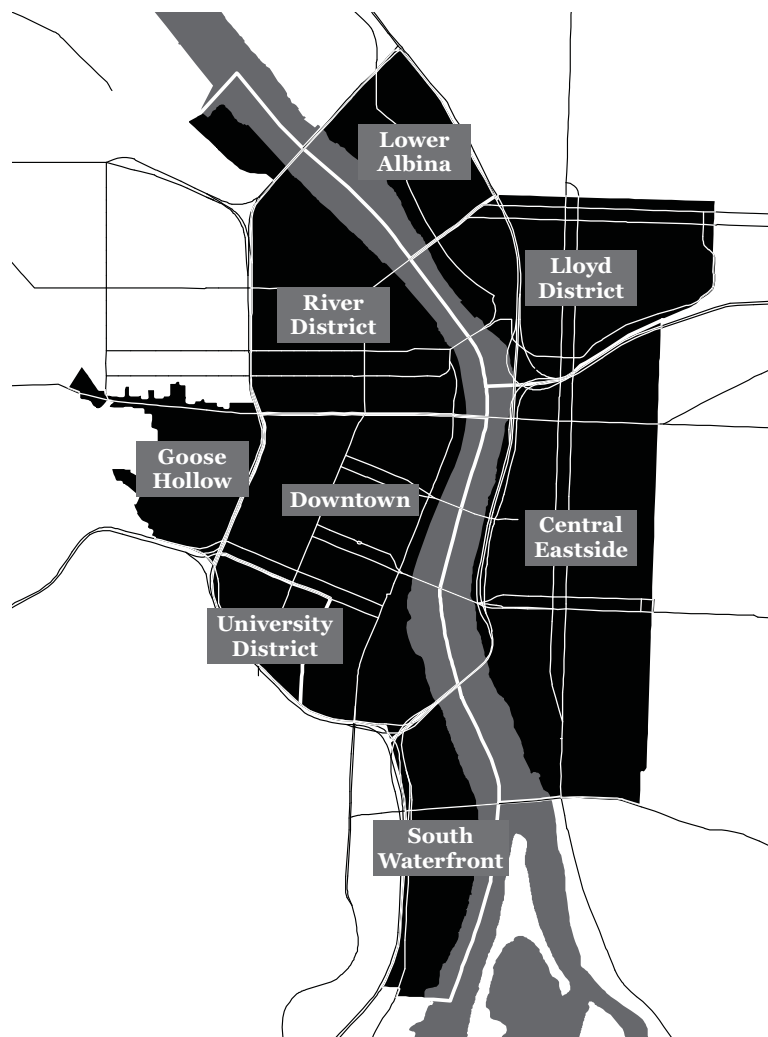 Lower
Albina
Lloyd
District
River
District
Goose
Hollow
Downtown
Central
Eastside
University
District
South
Waterfront